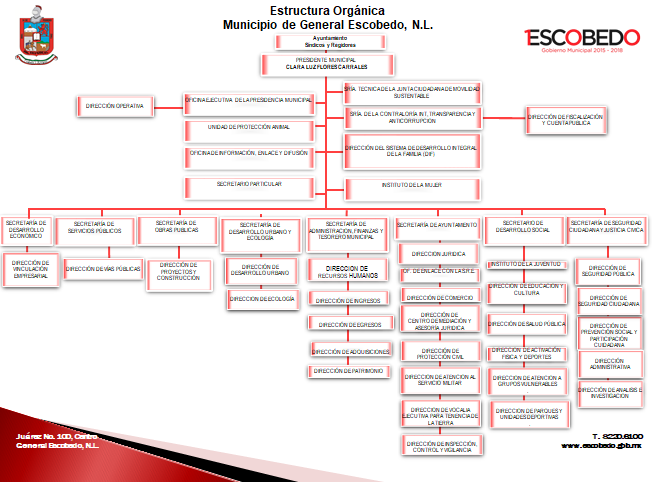 Estructura Orgánica
Municipio de General Escobedo, N.L.
ESCOBEDO
Gobierno Municipal 2015 - 2018
Ayuntamiento
Síndicos y Regidores
PRESIDENTE MUNICIPAL
CLARA LUZ FLORES CARRALES
DIRECCIÓN OPERATIVA
OFICINA EJECUTIVA DE LA PRESIDENCIA MUNICIPAL
SRÍA. TECNICA DE LA JUNTA CIUDADANA DE MOVILIDAD
SUSTENTABLE
SRÍA. DE LA CONTRALORÍA INT, TRANSPARENCIA Y
ANTICORRUPCION
DIRECCIÓN DE FISCALIZACIÓN
Y CUENTA PUBLICA
UNIDAD DE PROTECCIÓN ANIMAL
OFICINA DE INFORMACIÓN, ENLACE Y DIFUSIÓN
DIRECCIÓN DEL SISTEMA DE DESARROLLO INTEGRAL
DE LA FAMILIA (DIF)
SECRETARIO PARTICULAR
INSTITUTO DE LA MUJER
SECRETARÍA DE
DESARROLLO
ECONOMICO
DIRECCIÓN DE
VINCULACIÓN
EMPRESARIAL
SECRETARÍA DE
SERVICIOS PÚBLICOS
DIRECCIÓN DE VÍAS PÚBLICAS
SECRETARÍA DE
OBRAS PUBLICAS
DIRECCIÓN DE
PROYECTOS Y
CONSTRUCCIÓN
SECRETARÍA DE
DESARROLLO URBANO Y
ECOLOGÍA
DIRECCIÓN DE
DESARROLLO URBANO
DIRECCIÓN DE ECOLOGÍA
SECRETARÍA DE
ADMINISTRACIÓN, FINANZAS Y
TESORERO MUNICIPAL
DIRECCION DE
RECURSOS HUMANOS
DIRECCIÓN DE INGRESOS
DIRECCIÓN DE EGRESOS
DIRECCIÓN DE ADQUISICIONES
DIRECCIÓN DE PATRIMONIO
SECRETARÍA DE AYUNTAMIENTO
DIRECCION JURIDICA
OF. DE ENLACE CON LA S.R.E.
DIRECCIÓN DE COMERCIO
DIRECCIÓN DE
CENTRO DE MEDIACIÓN Y
ASESORÍA JURIDICA
DIRECCIÓN DE
PROTECCIÓN CIVIL
DIRECCIÓN DE ATENCIÓN AL
SERVICIO MILITAR
DIRECCION DE VOCALIA
EJECUTIVA PARA TENENCIA DE
LA TIERRA
DIRECCIÓN DE INSPECCIÓN,
CONTROL Y VIGILANCIA
SECRETARIO DE
DESARROLLO SOCIAL
INSTITUTO DE LA JUVENTUD
DIRECCIÓN DE EDUCACIÓN Y
CULTURA
DIRECCIÓN DE SALUD PÚBLICA
DIRECCIÓN DE ACTIVACIÓN
FISICA Y DEPORTES
DIRECCIÓN DE ATENCIÓN A
GRUPOS VULNERABLES
DIRECCIÓN DE PARQUES Y
UNIDADES DEPORTIVAS
SECRETARÍA DE SEGURIDAD
CIUDADANA Y JUSTICIA CIVICA
DIRECCIÓN DE
SEGURIDAD PÚBLICA
DIRECCIÓN DE
SEGURIDAD CIUDADANA
DIRECCIÓN DE
PREVENCIÓN SOCIAL Y
PARTICIPACIÓN
CIUDADANA
DIRECCIÓN
ADMINISTRATIVA
DIRECCIÓN DE ANALISIS E
INVESTIGACIÓN
Juárez No. 100, Centro
General Escobedo, N.L.
T. 8220.6100
www.escobedo.gob.mx